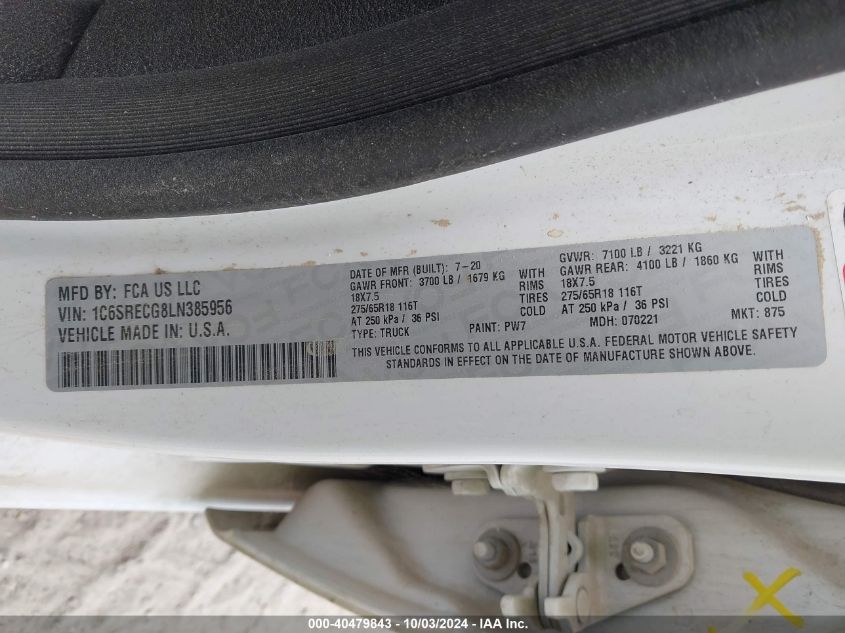 MFD BY: FCA US LLC
VIN: 1C6SRECG8LN385956
VEHICLE MADE IN: U.S.A.
DATE OF MFR (BUILT): 7-20
GAWR FRONT: 3700 LB / 1679 KG WITH
18X7.5 RIMS
275/65R18 116T TIRES
AT 250 kPa / 36 PSI COLD
TYPE: TRUCK PAINT: PW7
GVWR: 7100 LB / 3221 KG
GAWR REAR: 4100 LB / 1860 KG WITH
18X7.5 RIMS
275/65R18 116T TIRES
AT 250 kPa / 36 PSI COLD
MDH: 070221 MKT: 875
THIS VEHICLE CONFORMS TO ALL APPLICABLE U.S.A. FEDERAL MOTOR VEHICLE SAFETY
STANDARDS IN EFFECT ON THE DATE OF MANUFACTURE SHOWN ABOVE.
000-40479843 - 10/03/2024 - IAA Inc.